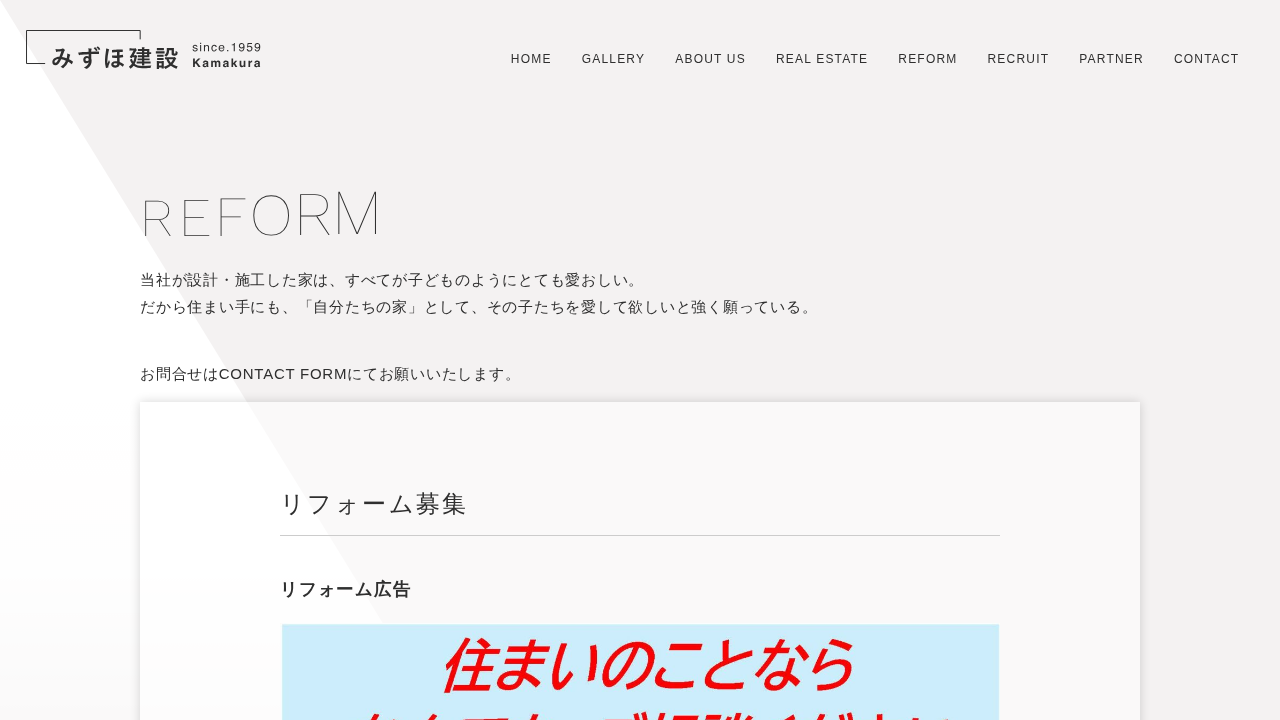 みずほ建設
since.1959
Kamakura
HOME GALLERY ABOUT US REAL ESTATE REFORM RECRUIT PARTNER CONTACT
REFORM
当社が設計・施工した家は、すべてが子どものようにとても愛おしい。
だから住まい手にも、「自分たちの家」として、その子たちを愛して欲しいと強く願っている。
お問合せはCONTACT FORMにてお願いいたします。
リフォーム募集
リフォーム広告
住まいのことなら